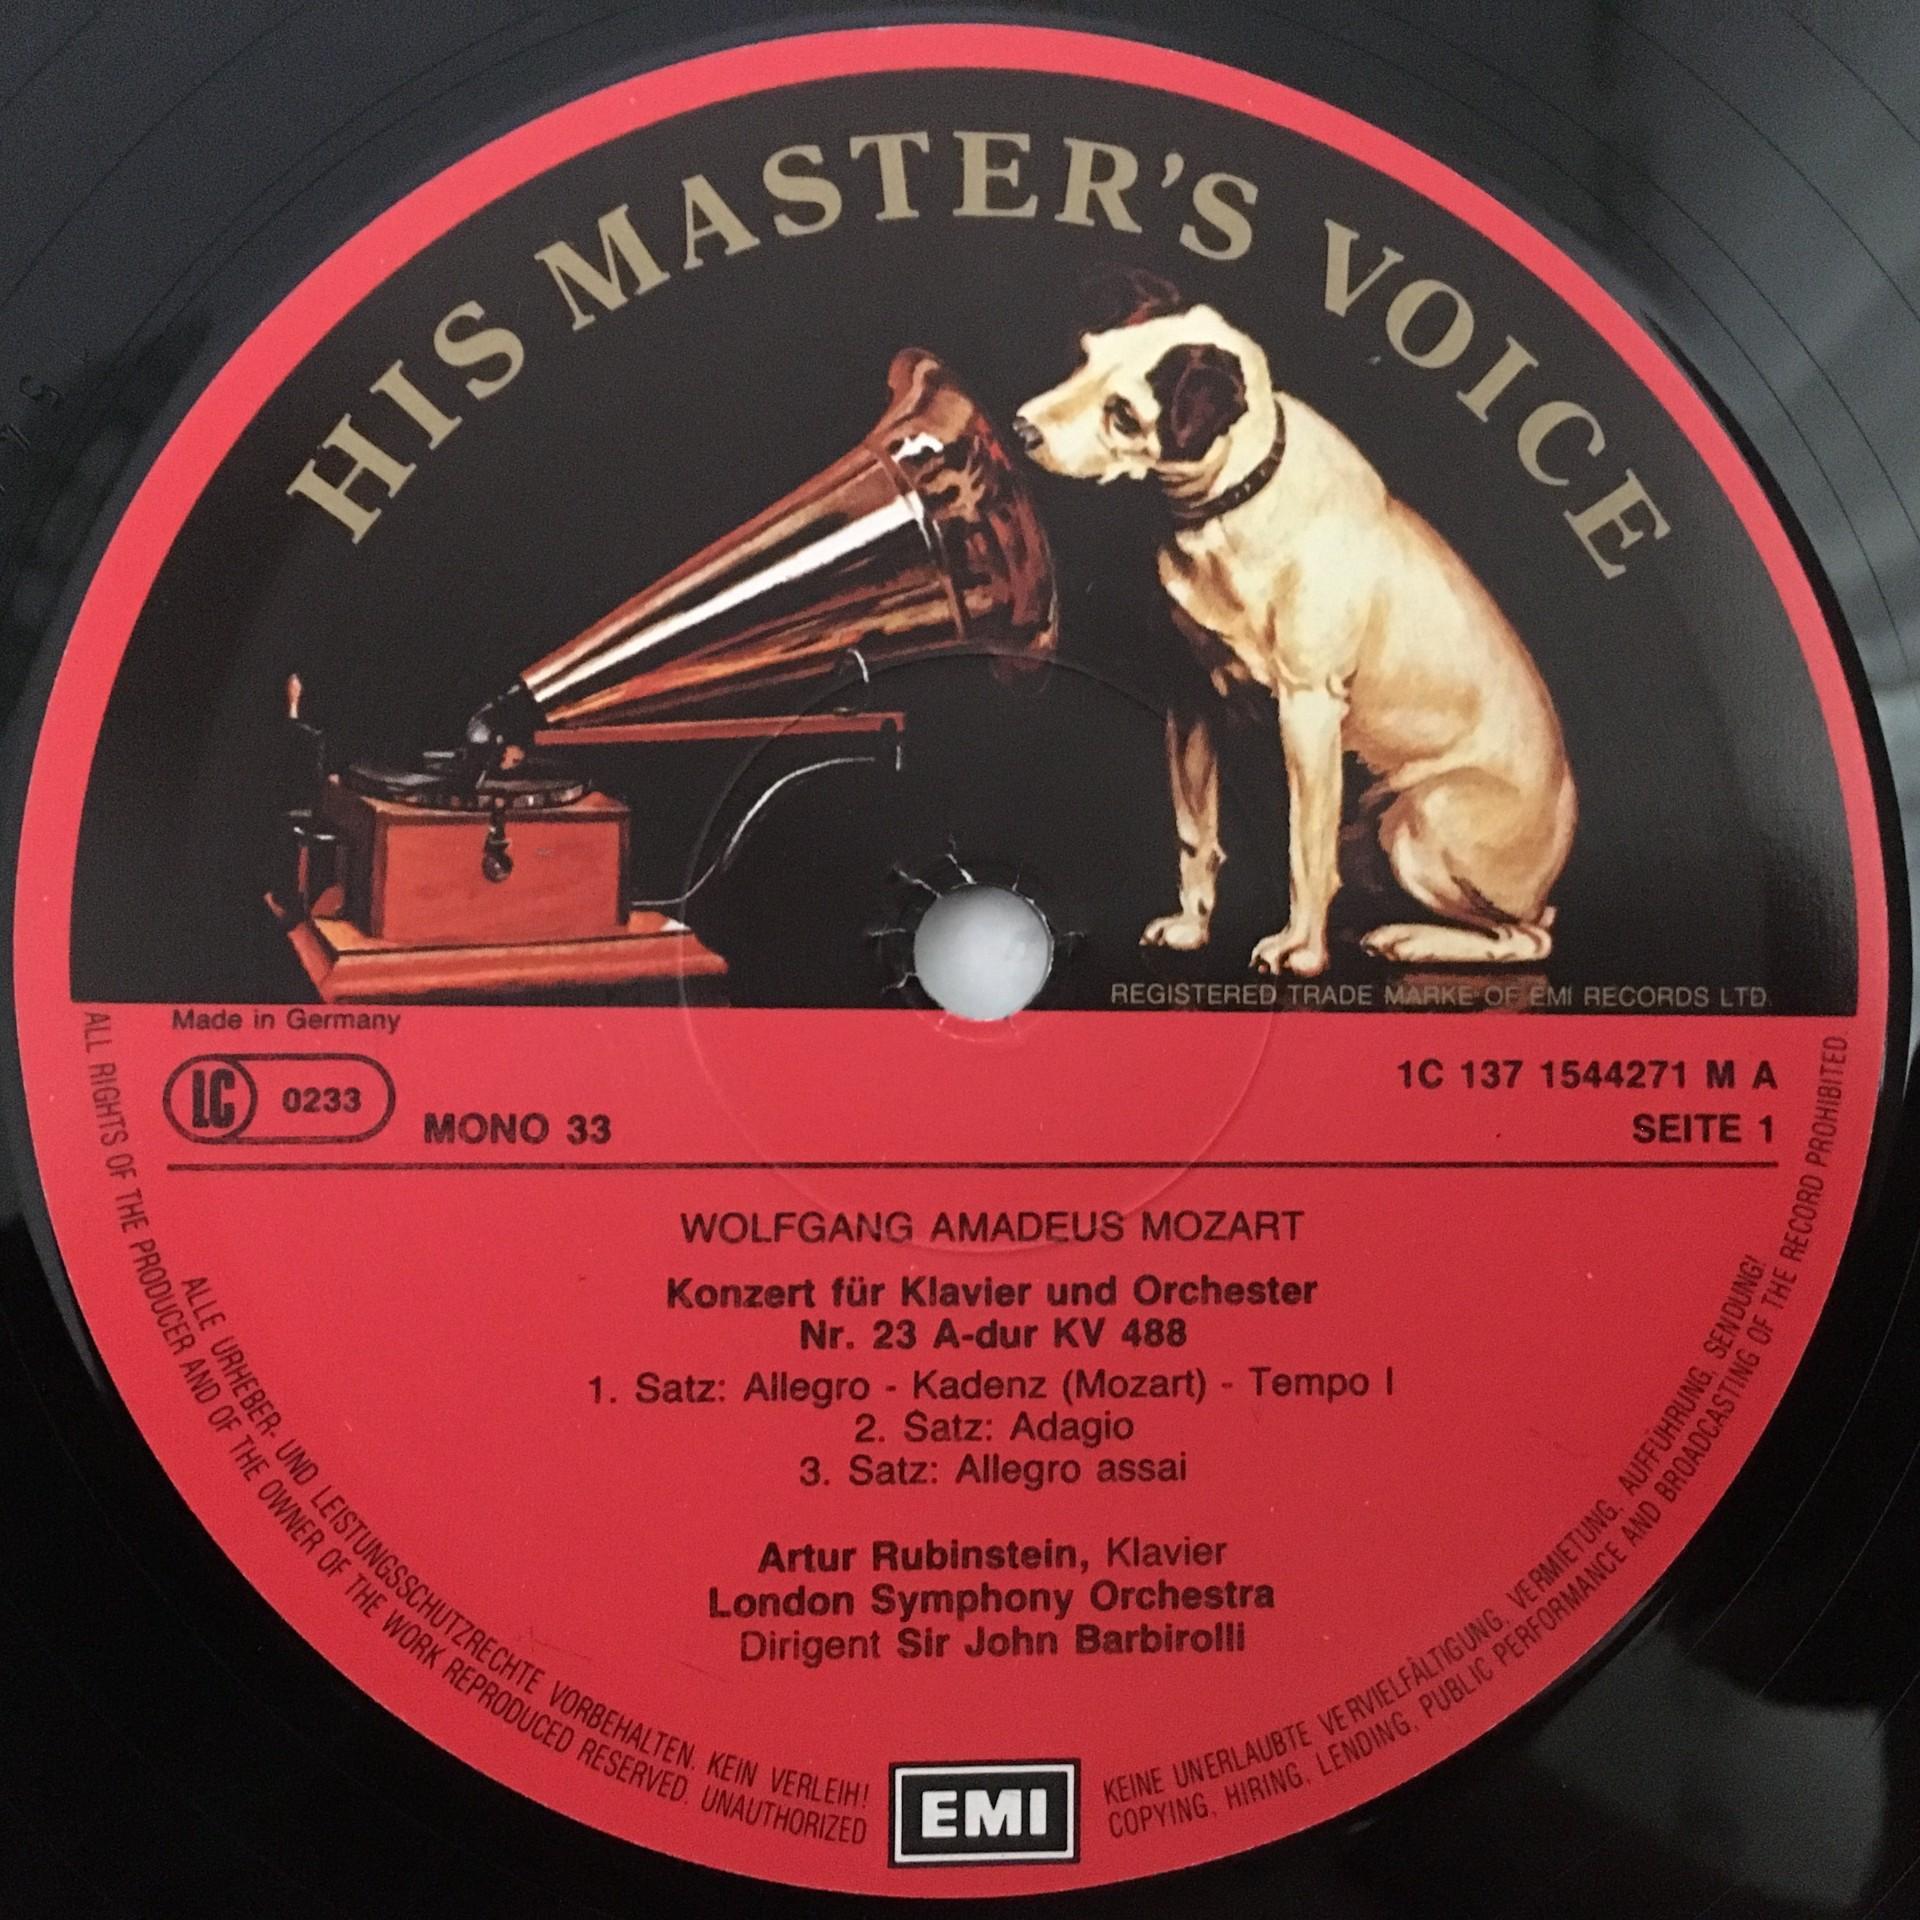 HIS MASTER'S VOICE
REGISTERED TRADE MARKE OF EMI RECORDS LTD.
Made in Germany
LC 0233
MONO 33
1C 137 1544271 M A
SEITE 1
WOLFGANG AMADEUS MOZART
Konzert für Klavier und Orchester
Nr. 23 A-dur KV 488
1. Satz: Allegro - Kadenz (Mozart) - Tempo I
2. Satz: Adagio
3. Satz: Allegro assai
Artur Rubinstein, Klavier
London Symphony Orchestra
Dirigent Sir John Barbirolli
ALLE URHEBER- UND LEISTUNGSSCHUTZRECHTE VORBEHALTEN. KEIN VERLEIH! KEINE UNERLAUBTE VERVIELFÄLTIGUNG, VERMIETUNG, AUFFÜHRUNG, SENDUNG!
ALL RIGHTS OF THE PRODUCER AND OF THE OWNER OF THE WORK REPRODUCED RESERVED. UNAUTHORIZED COPYING, HIRING, LENDING, PUBLIC PERFORMANCE AND BROADCASTING OF THE RECORD PROHIBITED.
EMI